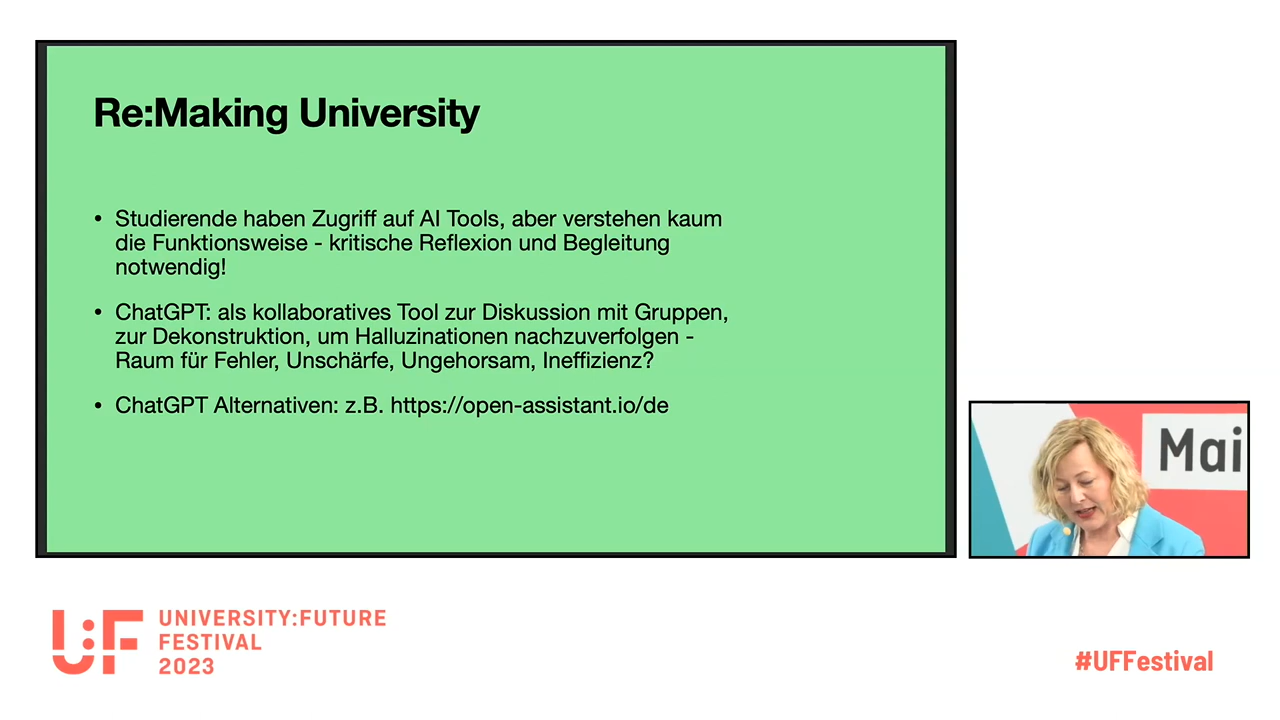 Re:Making University
• Studierende haben Zugriff auf AI Tools, aber verstehen kaum
die Funktionsweise - kritische Reflexion und Begleitung
notwendig!
• ChatGPT: als kollaboratives Tool zur Diskussion mit Gruppen,
zur Dekonstruktion, um Halluzinationen nachzuverfolgen -
Raum für Fehler, Unschärfe, Ungehorsam, Ineffizienz?
• ChatGPT Alternativen: z.B. https://open-assistant.io/de
Mai
U:F
UNIVERSITY:FUTURE
FESTIVAL
2023
#UFFestival